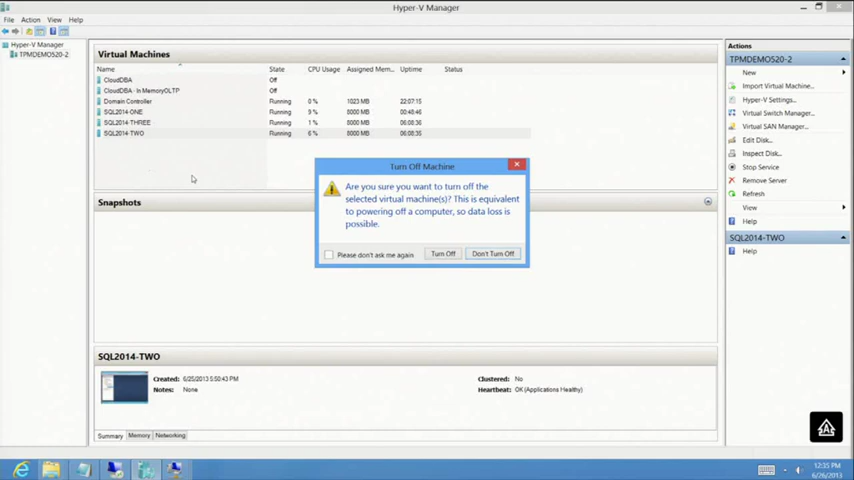 Hyper-V Manager
File Action View Help
Hyper-V Manager
TPMDEMO520-2
Virtual Machines
Name State CPU Usage Assigned Mem... Uptime Status
CloudDBA Off
CloudDBA - In MemoryOLTP Off
Domain Controller Running 0 % 1023 MB 22:07:15
SQL2014-ONE Running 9 % 8000 MB 00:48:46
SQL2014-THREE Running 1 % 8000 MB 06:08:36
SQL2014-TWO Running 6 % 8000 MB 06:08:35
Turn Off Machine
Are you sure you want to turn off the
selected virtual machine(s)? This is equivalent
to powering off a computer, so data loss is
possible.
Please don't ask me again Turn Off Don't Turn Off
Snapshots
SQL2014-TWO
Created: 6/25/2013 5:50:43 PM Clustered: No
Notes: None Heartbeat: OK (Applications Healthy)
Summary Memory Networking
Actions
TPMDEMO520-2
New
Import Virtual Machine...
Hyper-V Settings...
Virtual Switch Manager...
Virtual SAN Manager...
Edit Disk...
Inspect Disk...
Stop Service
Remove Server
Refresh
View
Help
SQL2014-TWO
Help
12:35 PM
6/26/2013